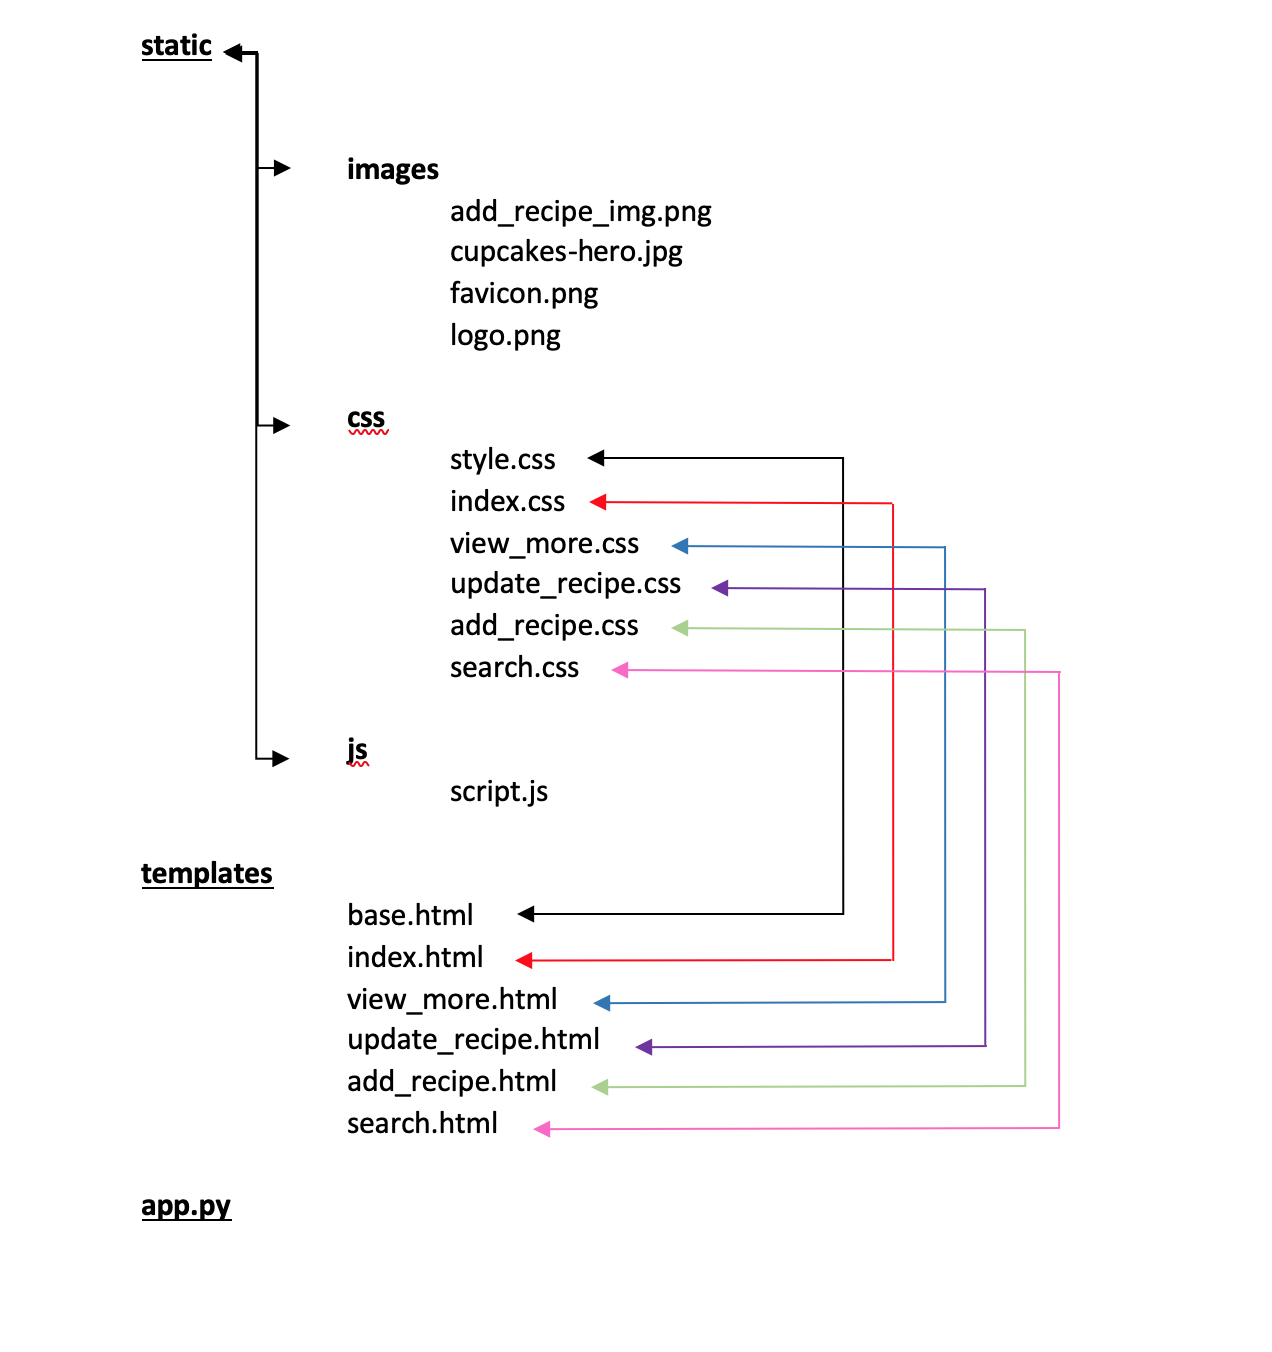 static
images
add_recipe_img.png
cupcakes-hero.jpg
favicon.png
logo.png
css
style.css
index.css
view_more.css
update_recipe.css
add_recipe.css
search.css
js
script.js
templates
base.html
index.html
view_more.html
update_recipe.html
add_recipe.html
search.html
app.py